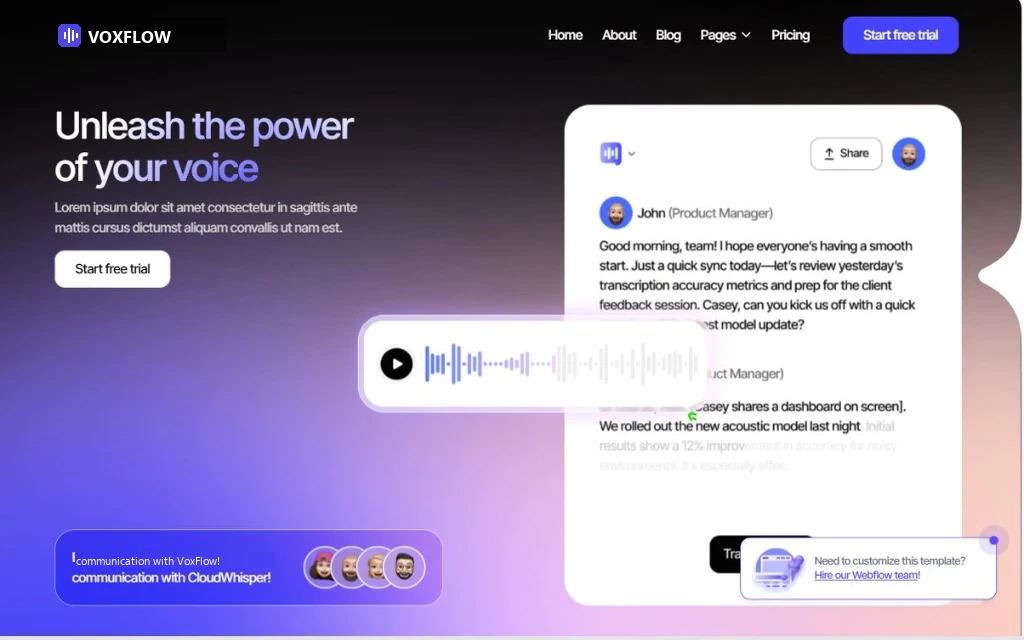 VOXFLOW
Home About Blog Pages Pricing Start free trial
Unleash the power
of your voice
Lorem ipsum dolor sit amet consectetur in sagittis ante
mattis cursus dictumst aliquam convallis ut nam est.
Start free trial
Share
John (Product Manager)
Good morning, team! I hope everyone's having a smooth
start. Just a quick sync today—let's review yesterday's
transcription accuracy metrics and prep for the client
feedback session. Casey, can you kick us off with a quick
model update?
Manager)
Casey shares a dashboard on screen].
We rolled out the new acoustic model last night. Initial
results show a 12% improvement in accuracy for noisy
environments. It's especially effec
communication with VoxFlow!
communication with CloudWhisper!
Tra
Need to customize this template?
Hire our Webflow team!